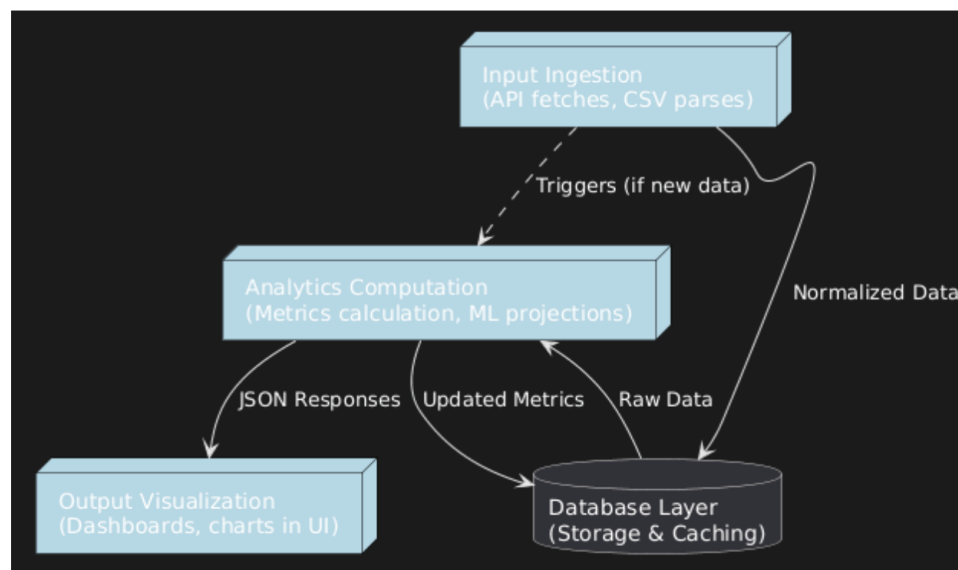 Input Ingestion
(API fetches, CSV parses)
Triggers (if new data)
Analytics Computation
(Metrics calculation, ML projections)
Normalized Data
JSON Responses
Updated Metrics
Raw Data
Output Visualization
(Dashboards, charts in UI)
Database Layer
(Storage & Caching)